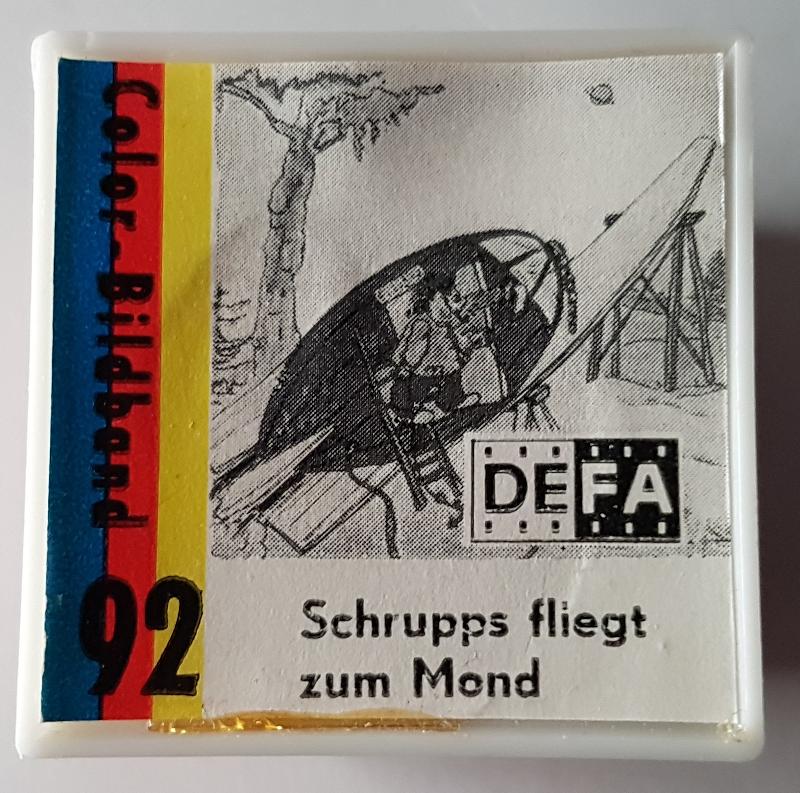 Color-Bildband
92
DEFA
Schrupps fliegt
zum Mond